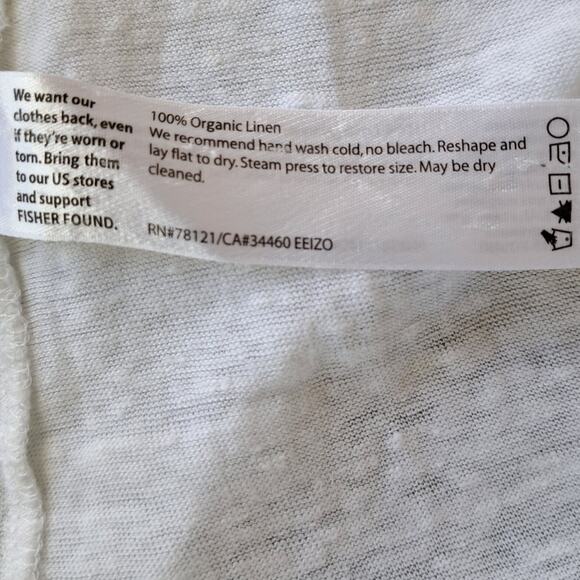 We want our
clothes back, even
if they're worn or
torn. Bring them
to our US stores
and support
FISHER FOUND.
100% Organic Linen
We recommend hand wash cold, no bleach. Reshape and
lay flat to dry. Steam press to restore size. May be dry
cleaned.
RN#78121/CA#34460 EEIZO